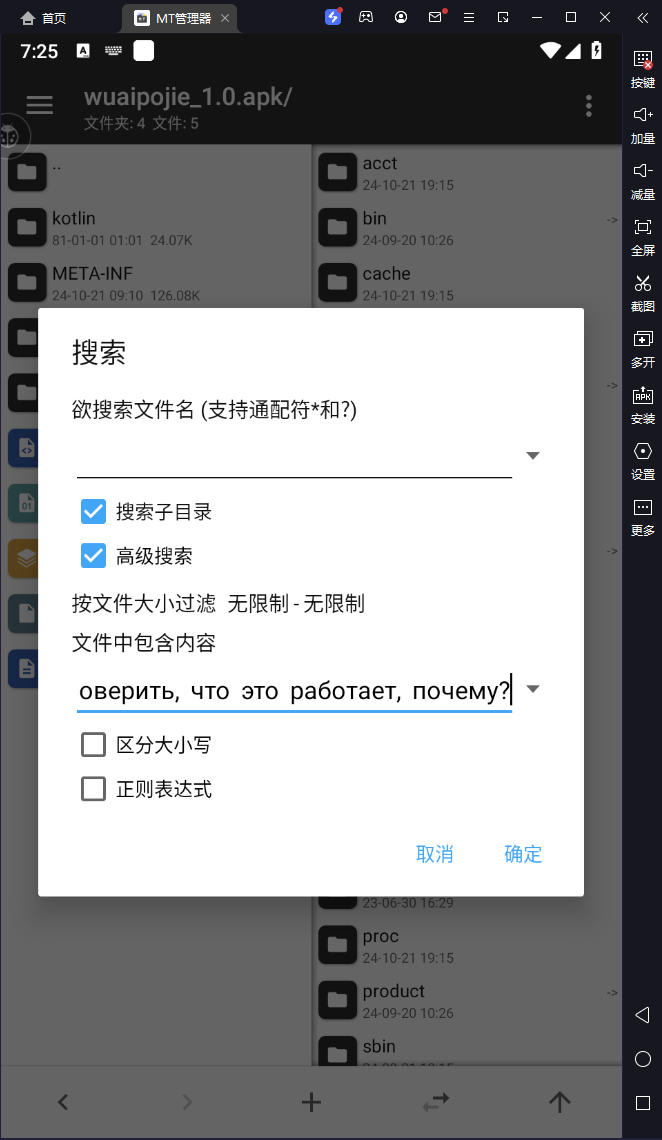 首页
MT管理器
7:25
A
wuaipojie_1.0.apk/
文件夹: 4 文件: 5
..
kotlin
81-01-01 01:01 24.07K
META-INF
24-10-21 09:10 126.08K
acct
24-10-21 19:15
bin
24-09-20 10:26
->
cache
24-10-21 19:15
->
->
搜索
欲搜索文件名 (支持通配符*和?)
搜索子目录
高级搜索
按文件大小过滤 无限制 - 无限制
文件中包含内容
оверить, что это работает, почему?
区分大小写
正则表达式
取消
确定
23-06-30 16:29
proc
24-10-21 19:15
product
24-09-20 10:26
->
sbin
按键
加量
减量
全屏
截图
多开
APK
安装
设置
更多